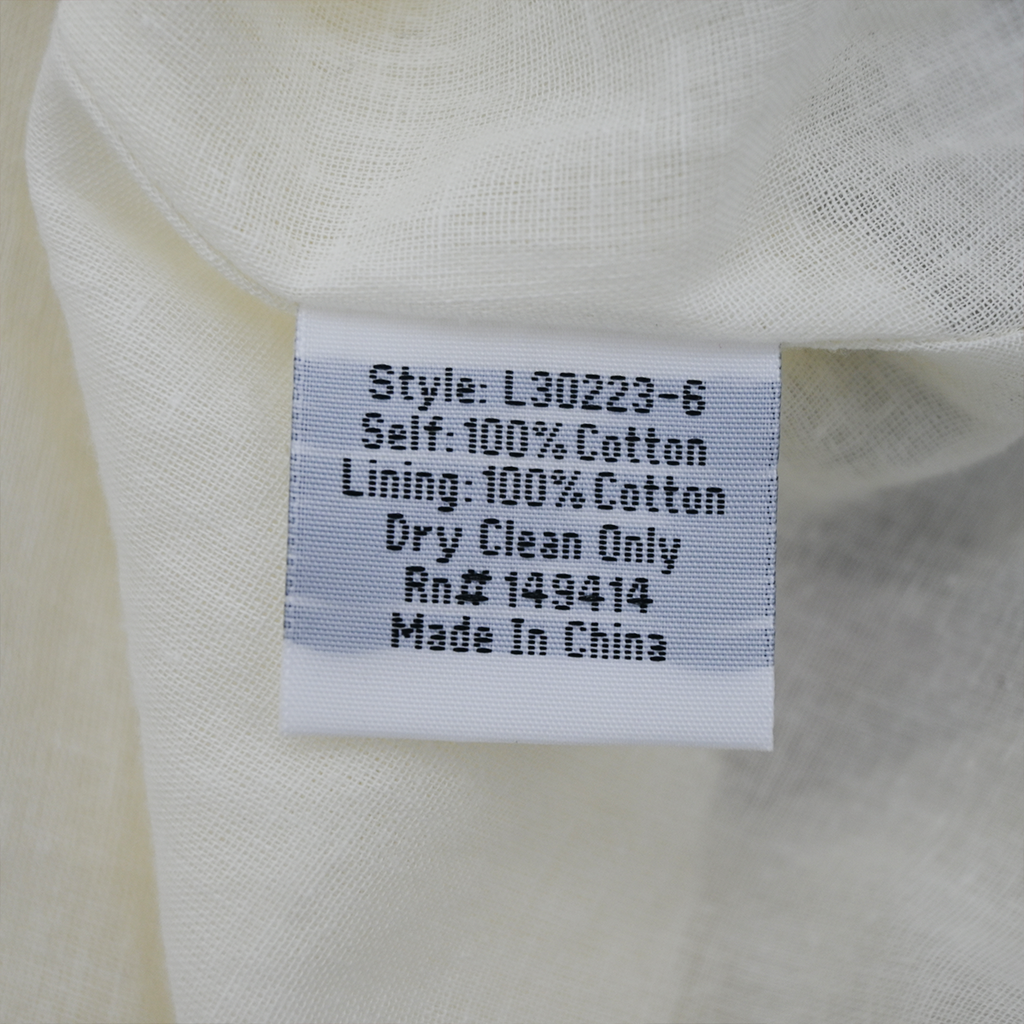 Style: L30223-6
Self: 100% Cotton
Lining: 100% Cotton
Dry Clean Only
Rn# 149414
Made In China